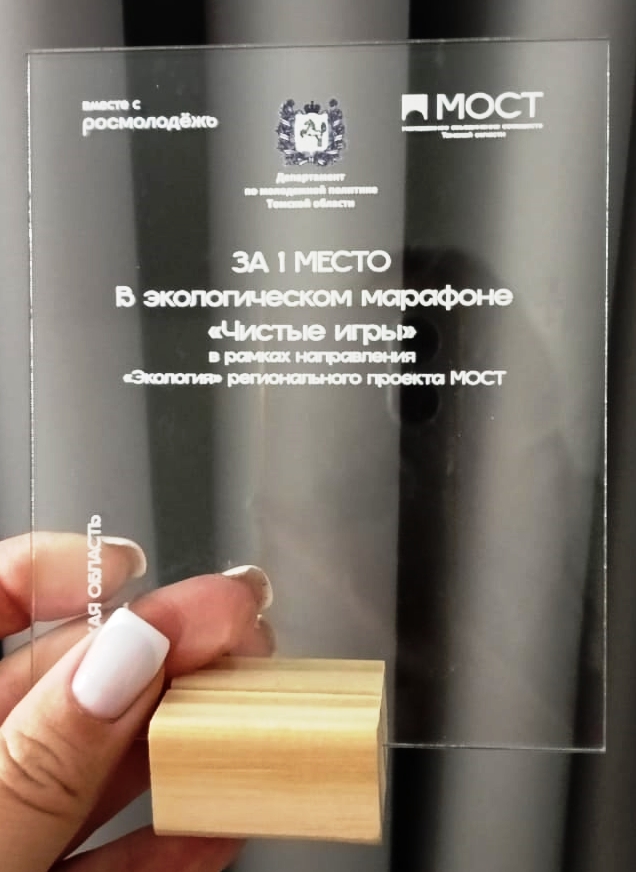 вместе с
росмолодёжь
Департамент
по молодежной политике
Томской области
МОСТ
Томской области
ЗА 1 МЕСТО
В экологическом марафоне
«Чистые игры»
в рамках направления
«Экология» регионального проекта МОСТ
КАЯ ОБЛАСТЬ